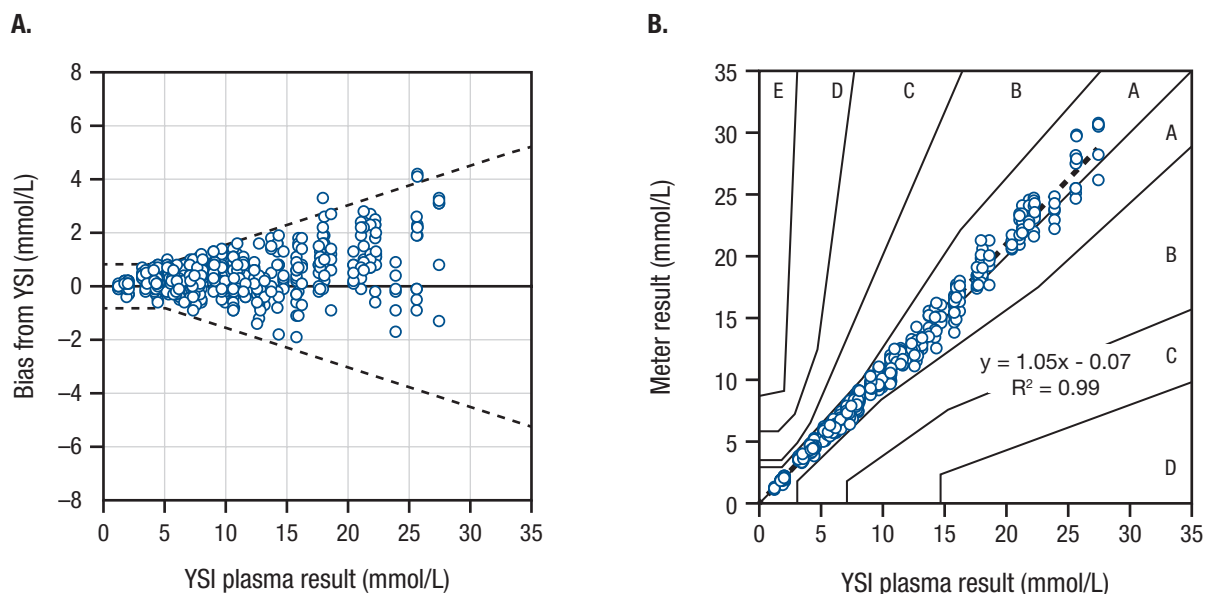 A.
8
6
4
2
0
−2
−4
−6
−8
Bias from YSI (mmol/L)
0 5 10 15 20 25 30 35
YSI plasma result (mmol/L)
B.
35
30
25
20
15
10
5
0
Meter result (mmol/L)
E D C B A
A
B
C
D
y = 1.05x - 0.07
R² = 0.99
0 5 10 15 20 25 30 35
YSI plasma result (mmol/L)